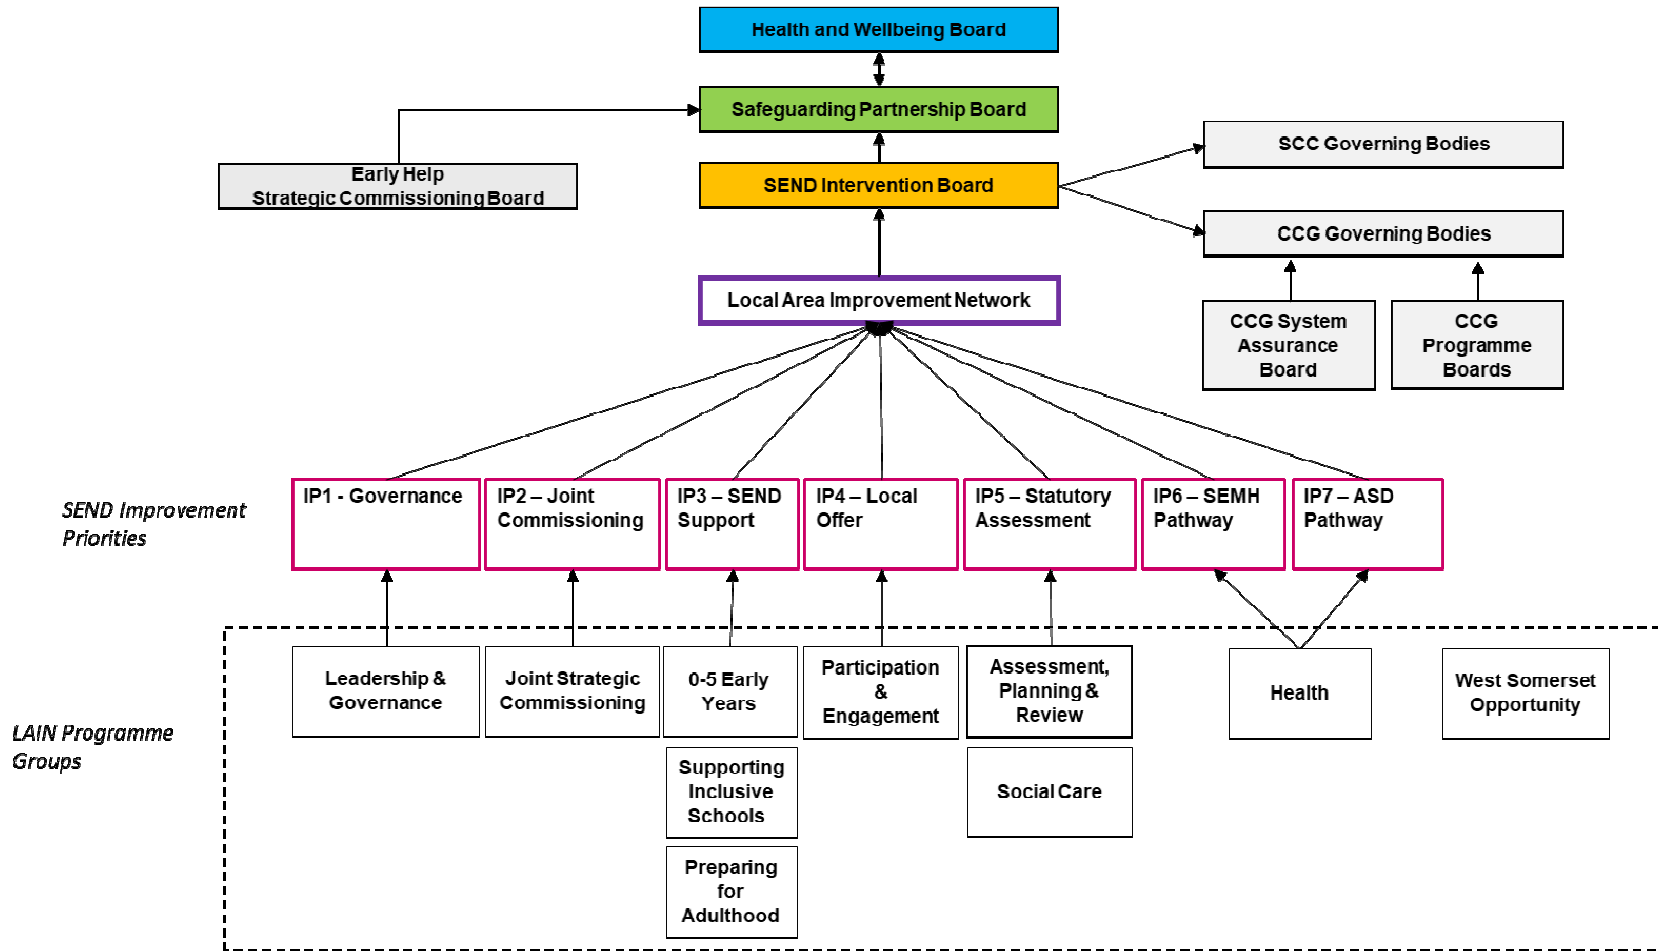 Health and Wellbeing Board
Safeguarding Partnership Board
Early Help
Strategic Commissioning Board
SEND Intervention Board
SCC Governing Bodies
CCG Governing Bodies
Local Area Improvement Network
CCG System
Assurance
Board
CCG
Programme
Boards
SEND Improvement
Priorities
IP1 - Governance
IP2 – Joint
Commissioning
IP3 – SEND
Support
IP4 – Local
Offer
IP5 – Statutory
Assessment
IP6 – SEMH
Pathway
IP7 – ASD
Pathway
LAIN Programme
Groups
Leadership &
Governance
Joint Strategic
Commissioning
0-5 Early
Years
Participation
&
Engagement
Assessment,
Planning &
Review
Health
West Somerset
Opportunity
Supporting
Inclusive
Schools
Social Care
Preparing
for
Adulthood